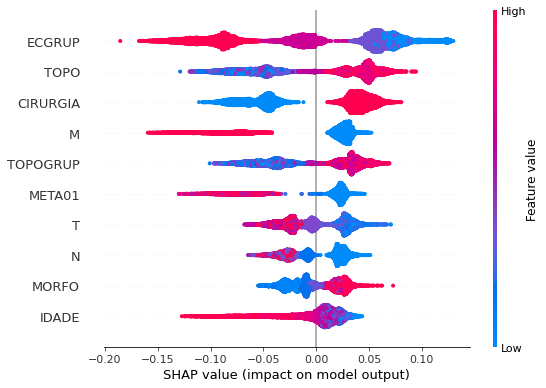 High
ECGRUP
TOPO
CIRURGIA
M
TOPOGRUP
META01
T
N
MORFO
IDADE
Feature value
Low
−0.20 −0.15 −0.10 −0.05 0.00 0.05 0.10
SHAP value (impact on model output)